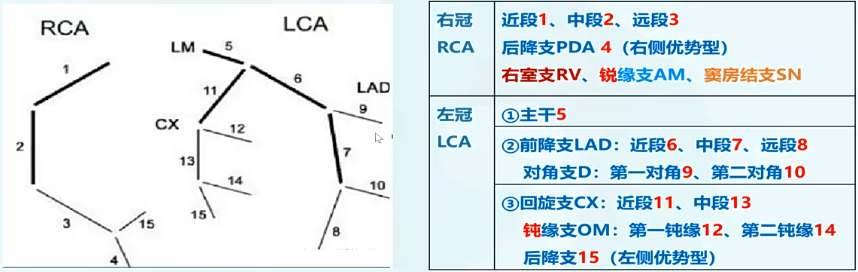 RCA
LCA
LM
5
1
11
6
LAD
9
CX
12
2
13
7
14
10
3
15
15
8
4
右冠
RCA
近段1、中段2、远段3
后降支PDA 4（右侧优势型）
右室支RV、锐缘支AM、窦房结支SN
左冠
LCA
①主干5
②前降支LAD：近段6、中段7、远段8
对角支D：第一对角9、第二对角10
③回旋支CX：近段11、中段13
钝缘支OM：第一钝缘12、第二钝缘14
后降支15（左侧优势型）